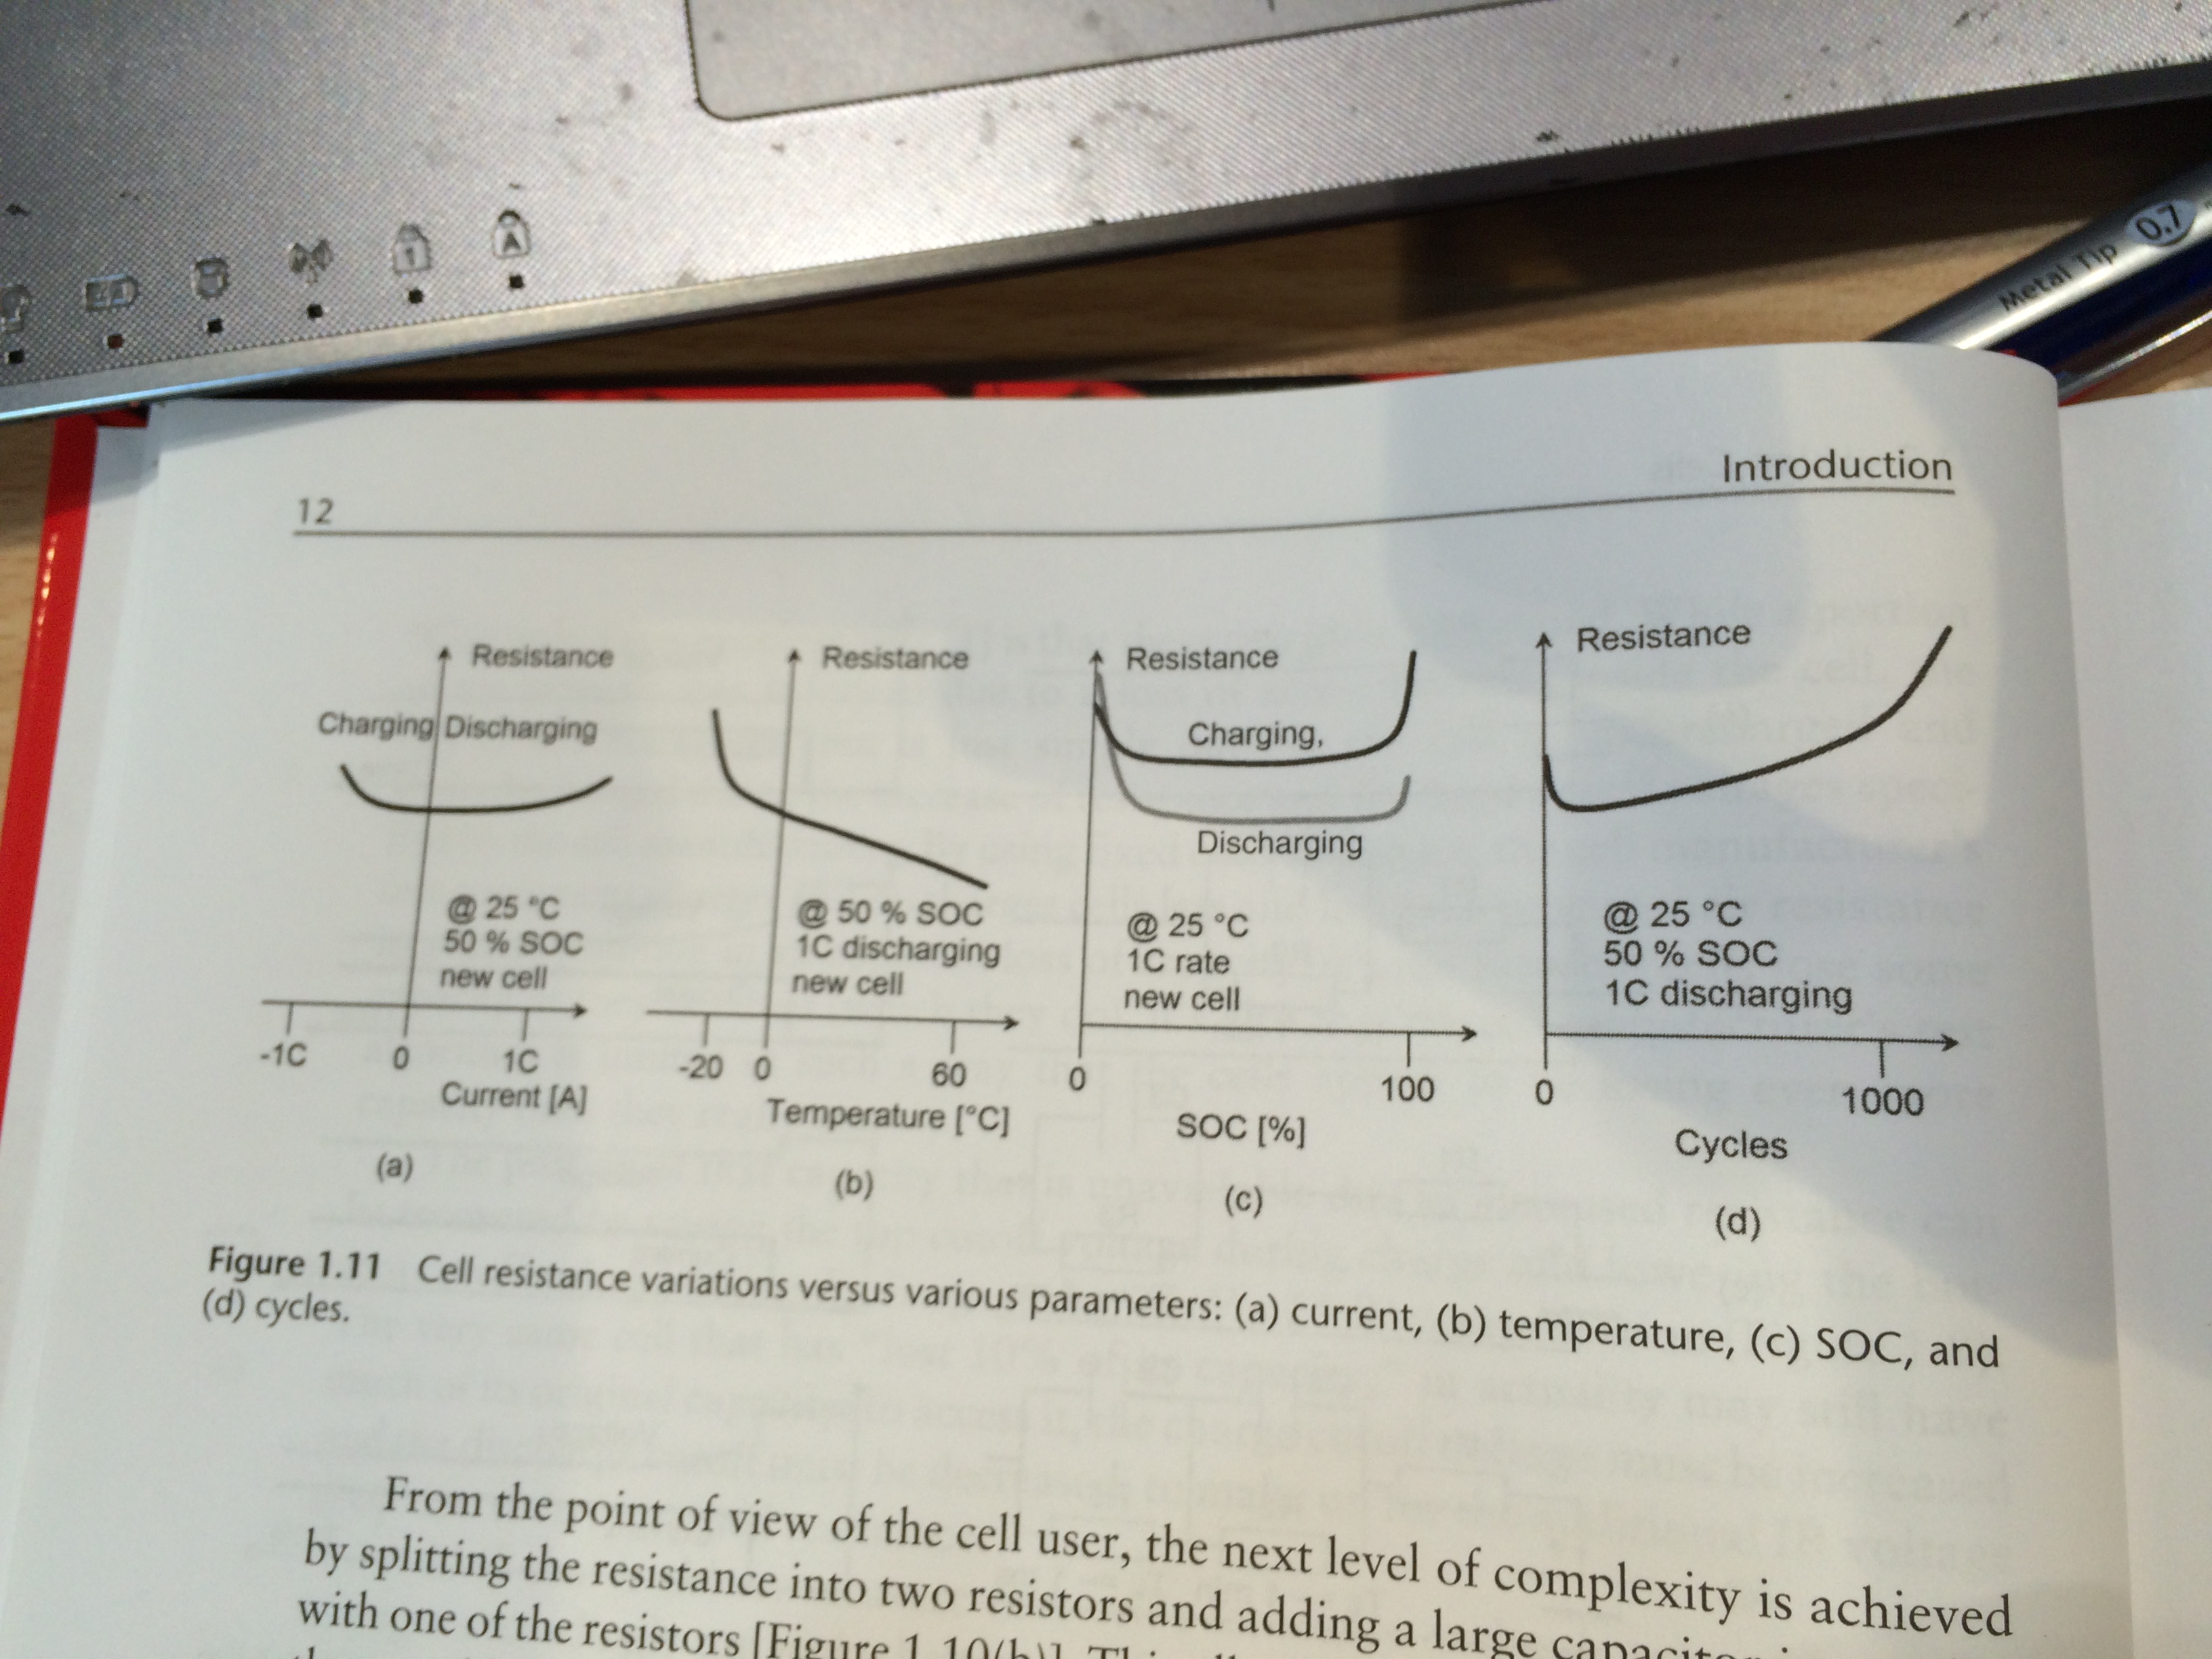 12
Introduction
Resistance
Charging Discharging
@ 25 °C
50 % SOC
new cell
-1C 0 1C
Current [A]
(a)
Resistance
@ 50 % SOC
1C discharging
new cell
-20 0 60
Temperature [°C]
(b)
Resistance
Charging,
Discharging
@ 25 °C
1C rate
new cell
0 100
SOC [%]
(c)
Resistance
@ 25 °C
50 % SOC
1C discharging
0 1000
Cycles
(d)
Figure 1.11 Cell resistance variations versus various parameters: (a) current, (b) temperature, (c) SOC, and
(d) cycles.
From the point of view of the cell user, the next level of complexity is achieved
by splitting the resistance into two resistors and adding a large
with one of the resistors [Figure 1.10(b)].
Metal Tip 0.7
1
A